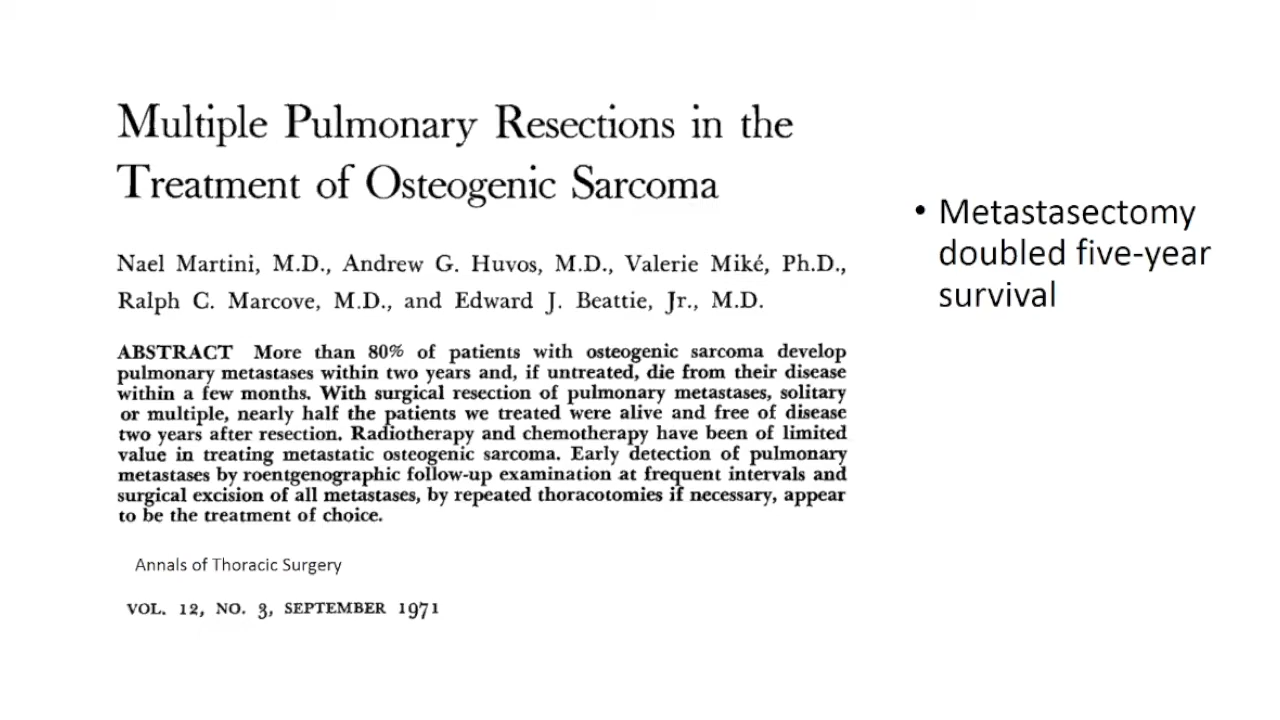 Multiple Pulmonary Resections in the
Treatment of Osteogenic Sarcoma
Nael Martini, M.D., Andrew G. Huvos, M.D., Valerie Miké, Ph.D.,
Ralph C. Marcove, M.D., and Edward J. Beattie, Jr., M.D.
ABSTRACT More than 80% of patients with osteogenic sarcoma develop
pulmonary metastases within two years and, if untreated, die from their disease
within a few months. With surgical resection of pulmonary metastases, solitary
or multiple, nearly half the patients we treated were alive and free of disease
two years after resection. Radiotherapy and chemotherapy have been of limited
value in treating metastatic osteogenic sarcoma. Early detection of pulmonary
metastases by roentgenographic follow-up examination at frequent intervals and
surgical excision of all metastases, by repeated thoracotomies if necessary, appear
to be the treatment of choice.
Annals of Thoracic Surgery
VOL. 12, NO. 3, SEPTEMBER 1971
• Metastasectomy
doubled five-year
survival